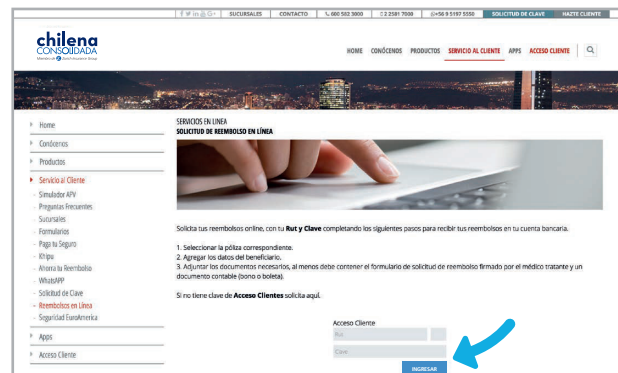 SUCURSALES CONTACTO 600 582 3000 2 2581 7000 +56 9 5197 5550 SOLICITUD DE CLAVE HAZTE CLIENTE
chilena
CONSOLIDADA
HOME CONÓCENOS PRODUCTOS SERVICIO AL CLIENTE APPS ACCESO CLIENTE
Home
Conócenos
Productos
Servicio al Cliente
- Simulador APV
- Preguntas Frecuentes
- Sucursales
- Formularios
- Paga tu Seguro
- Khipu
- Ahorra tu Reembolso
- WhatsAPP
- Solicitud de Clave
- Reembolsos en Línea
- Seguridad EuroAmerica
Apps
Acceso Cliente
SERVICIOS EN LINEA
SOLICITUD DE REEMBOLSO EN LÍNEA
Solicita tus reembolsos online, con tu Rut y Clave completando los siguientes pasos para recibir tus reembolsos en tu cuenta bancaria.
1. Seleccionar la póliza correspondiente.
2. Agregar los datos del beneficiario.
3. Adjuntar los documentos necesarios, al menos debe contener el formulario de solicitud de reembolso firmado por el médico tratante y un
documento contable (bono o boleta).
Si no tiene clave de Acceso Clientes solicita aquí.
Acceso Cliente
Rut
Clave
INGRESAR